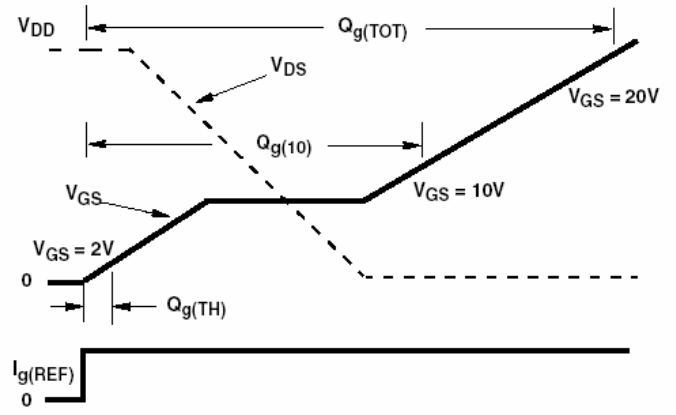 VDD
Qg(TOT)
VDS
VGS = 20V
Qg(10)
VGS
VGS = 10V
VGS = 2V
0
Qg(TH)
Ig(REF)
0